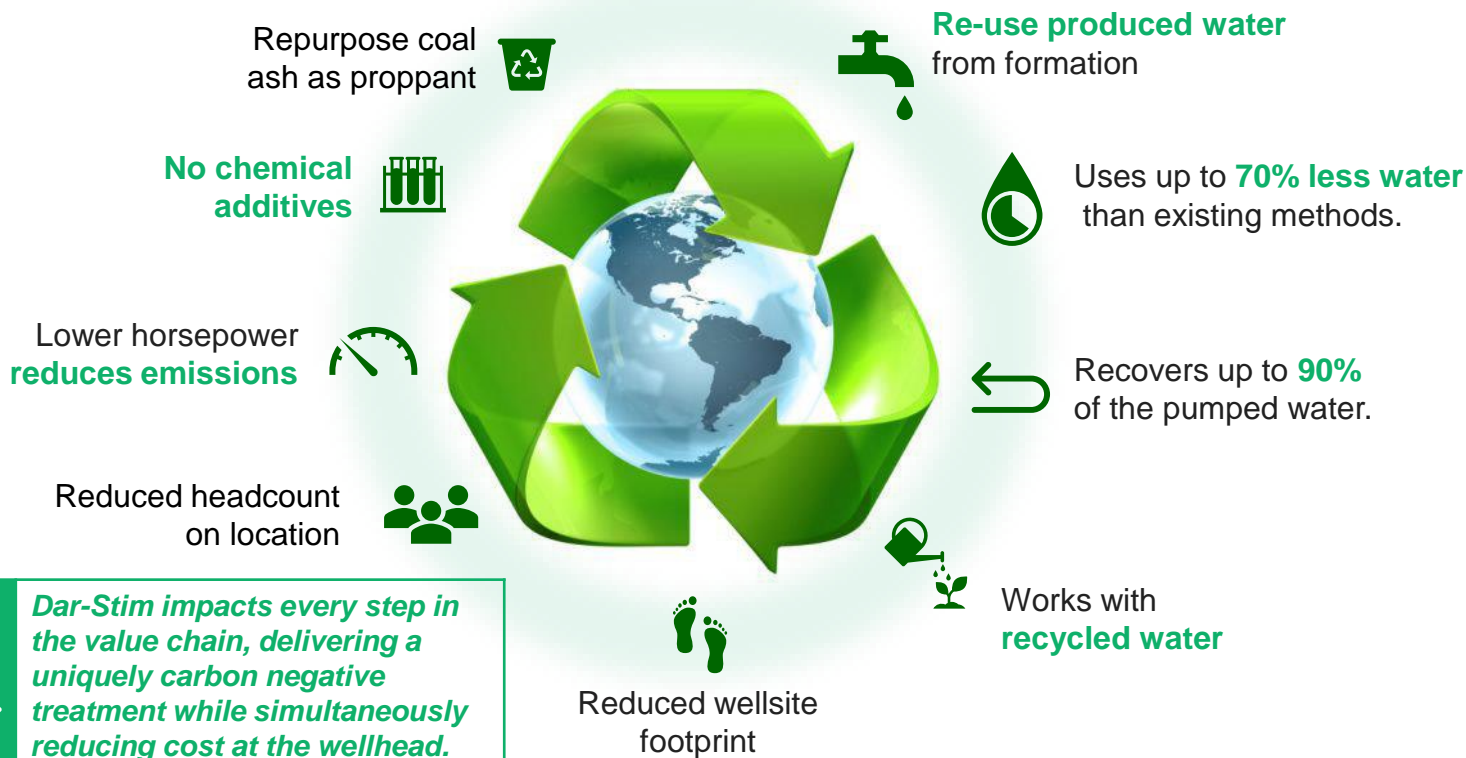 Repurpose coal
ash as proppant
Re-use produced water
from formation
No chemical
additives
Uses up to 70% less water
than existing methods.
Lower horsepower
reduces emissions
Recovers up to 90%
of the pumped water.
Reduced headcount
on location
Works with
recycled water
Reduced wellsite
footprint
Dar-Stim impacts every step in
the value chain, delivering a
uniquely carbon negative
treatment while simultaneously
reducing cost at the wellhead.